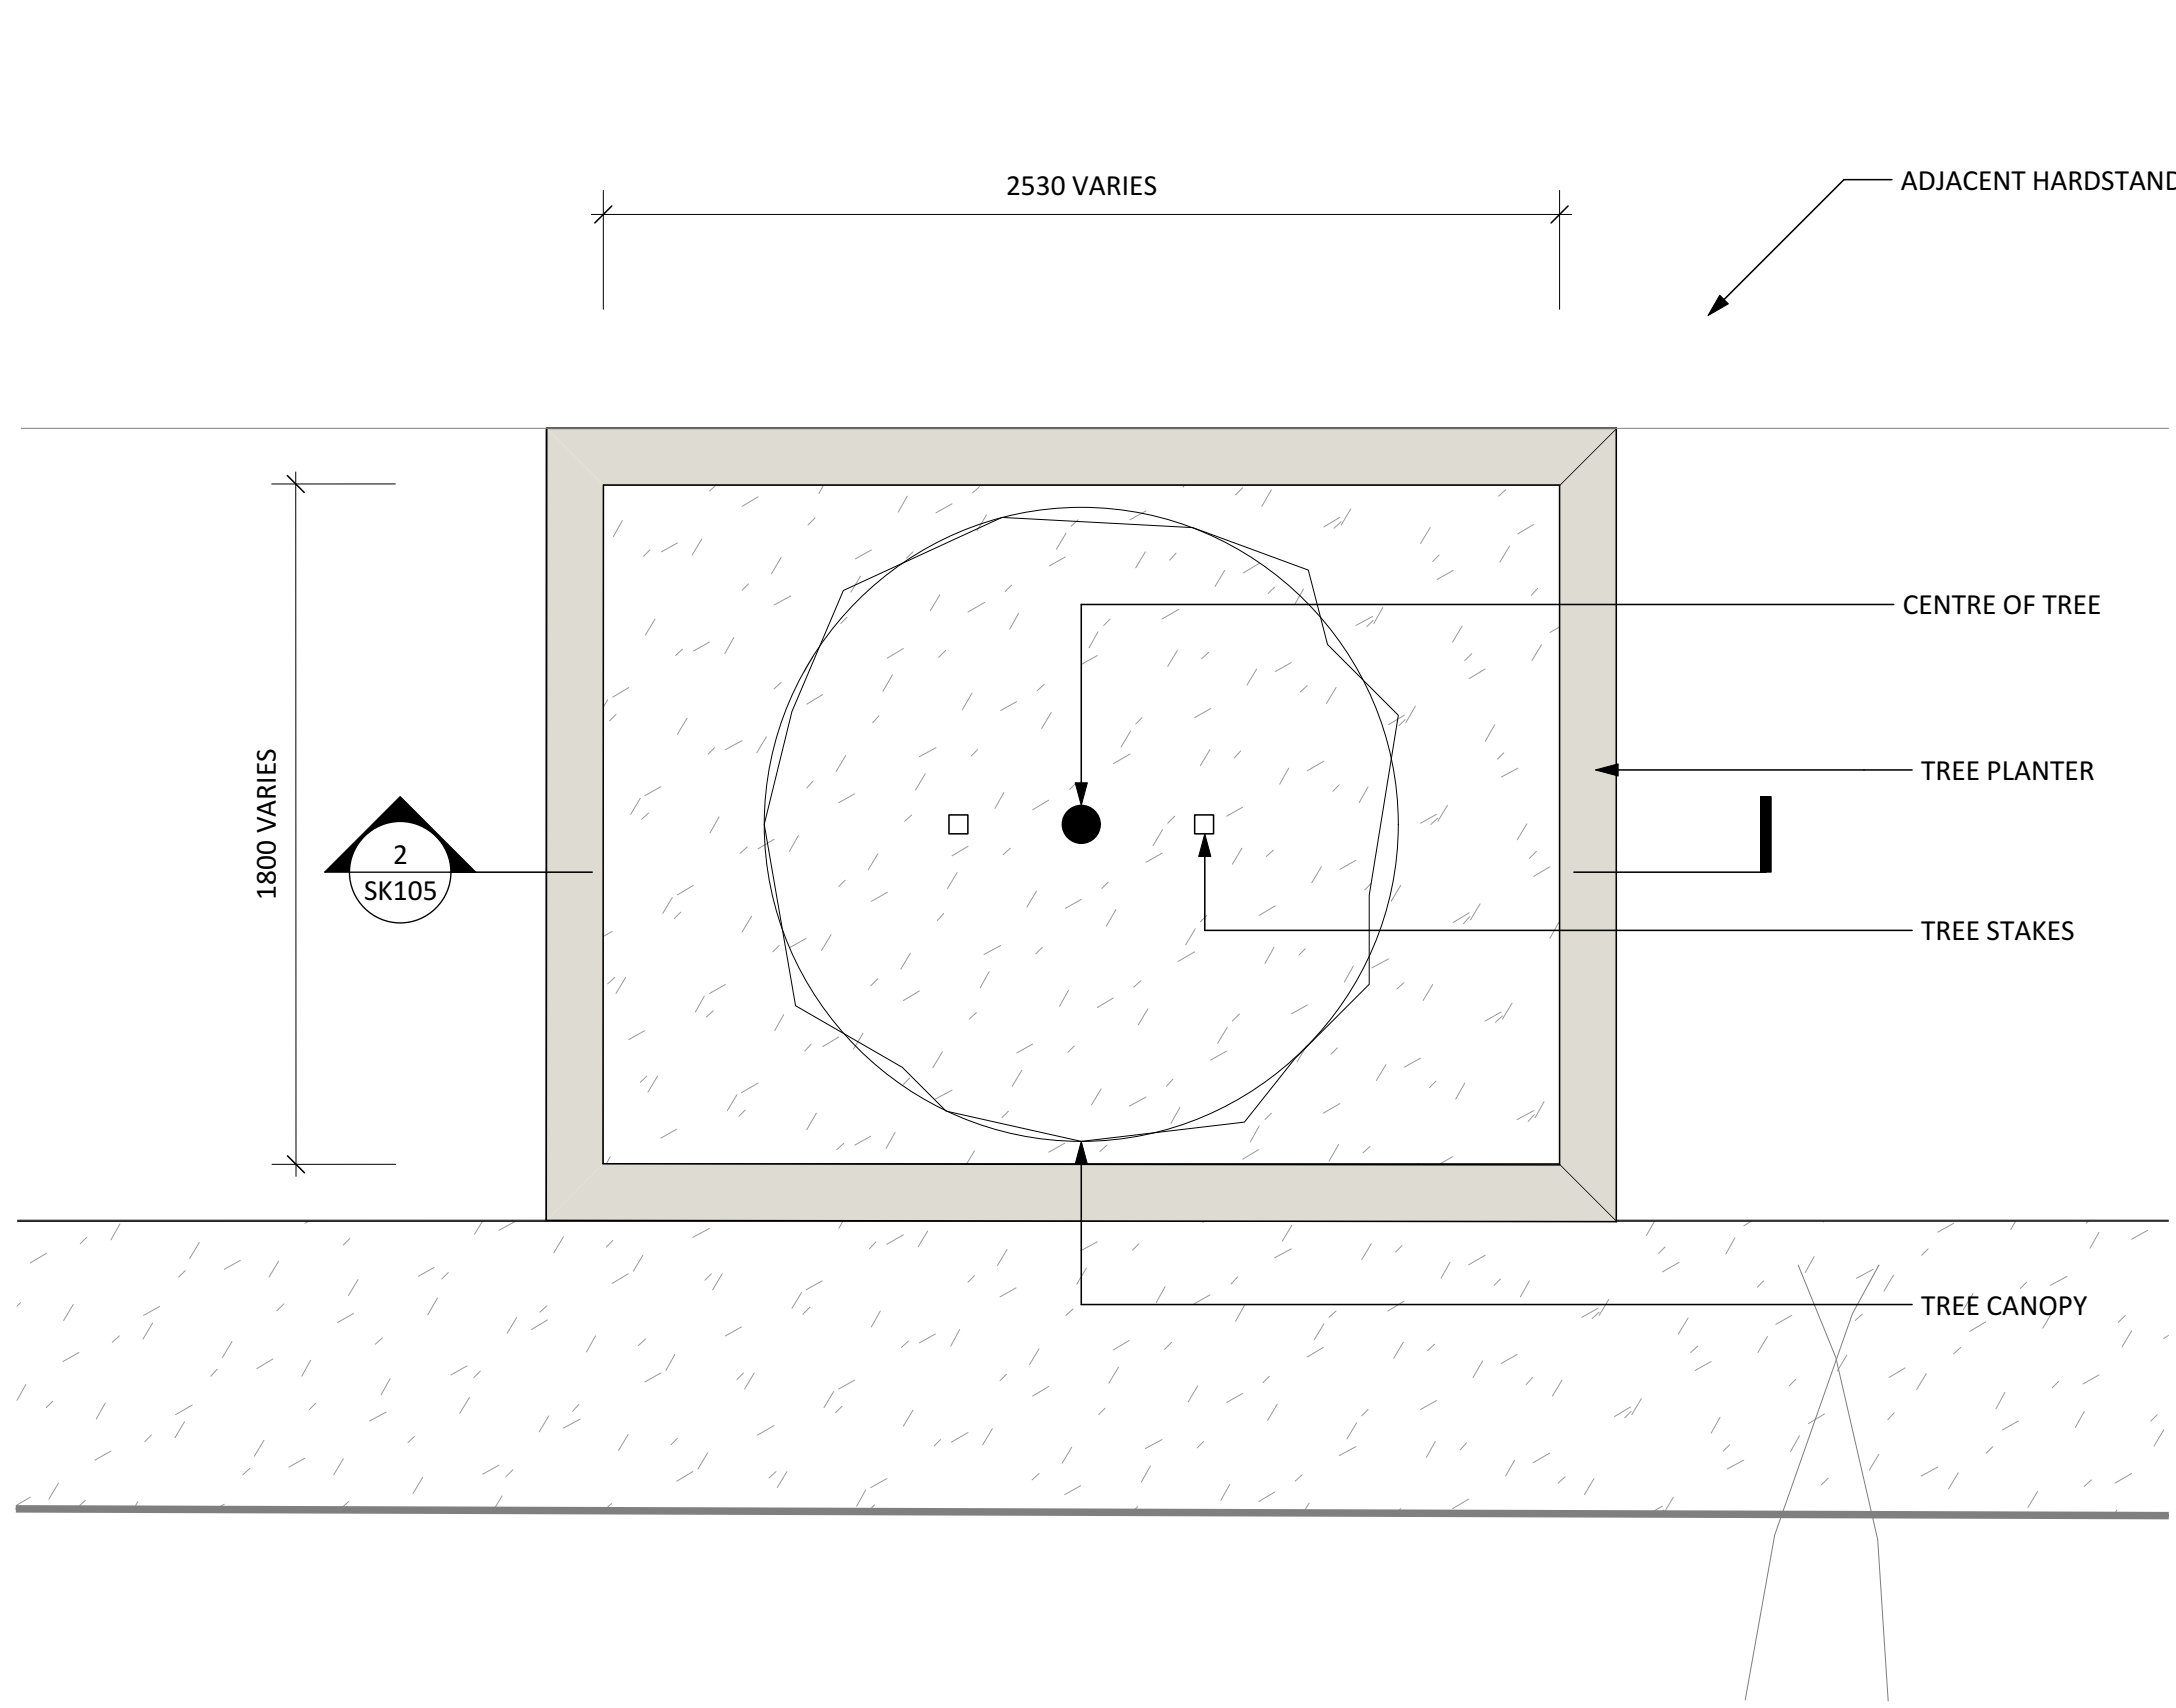 2530 VARIES
ADJACENT HARDSTAND
CENTRE OF TREE
TREE PLANTER
1800 VARIES
2
SK105
TREE STAKES
TREE CANOPY